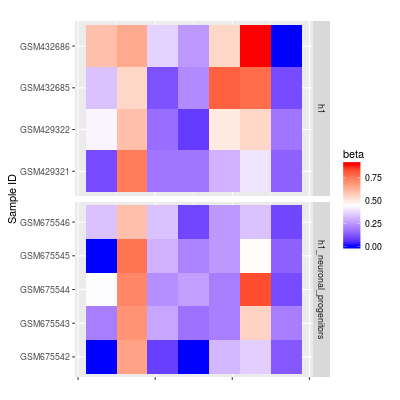 Sample ID
GSM432686
GSM432685
GSM429322
GSM429321
h1
GSM675546
GSM675545
GSM675544
GSM675543
GSM675542
h1_neuronal_progenitors
beta
0.75
0.50
0.25
0.00